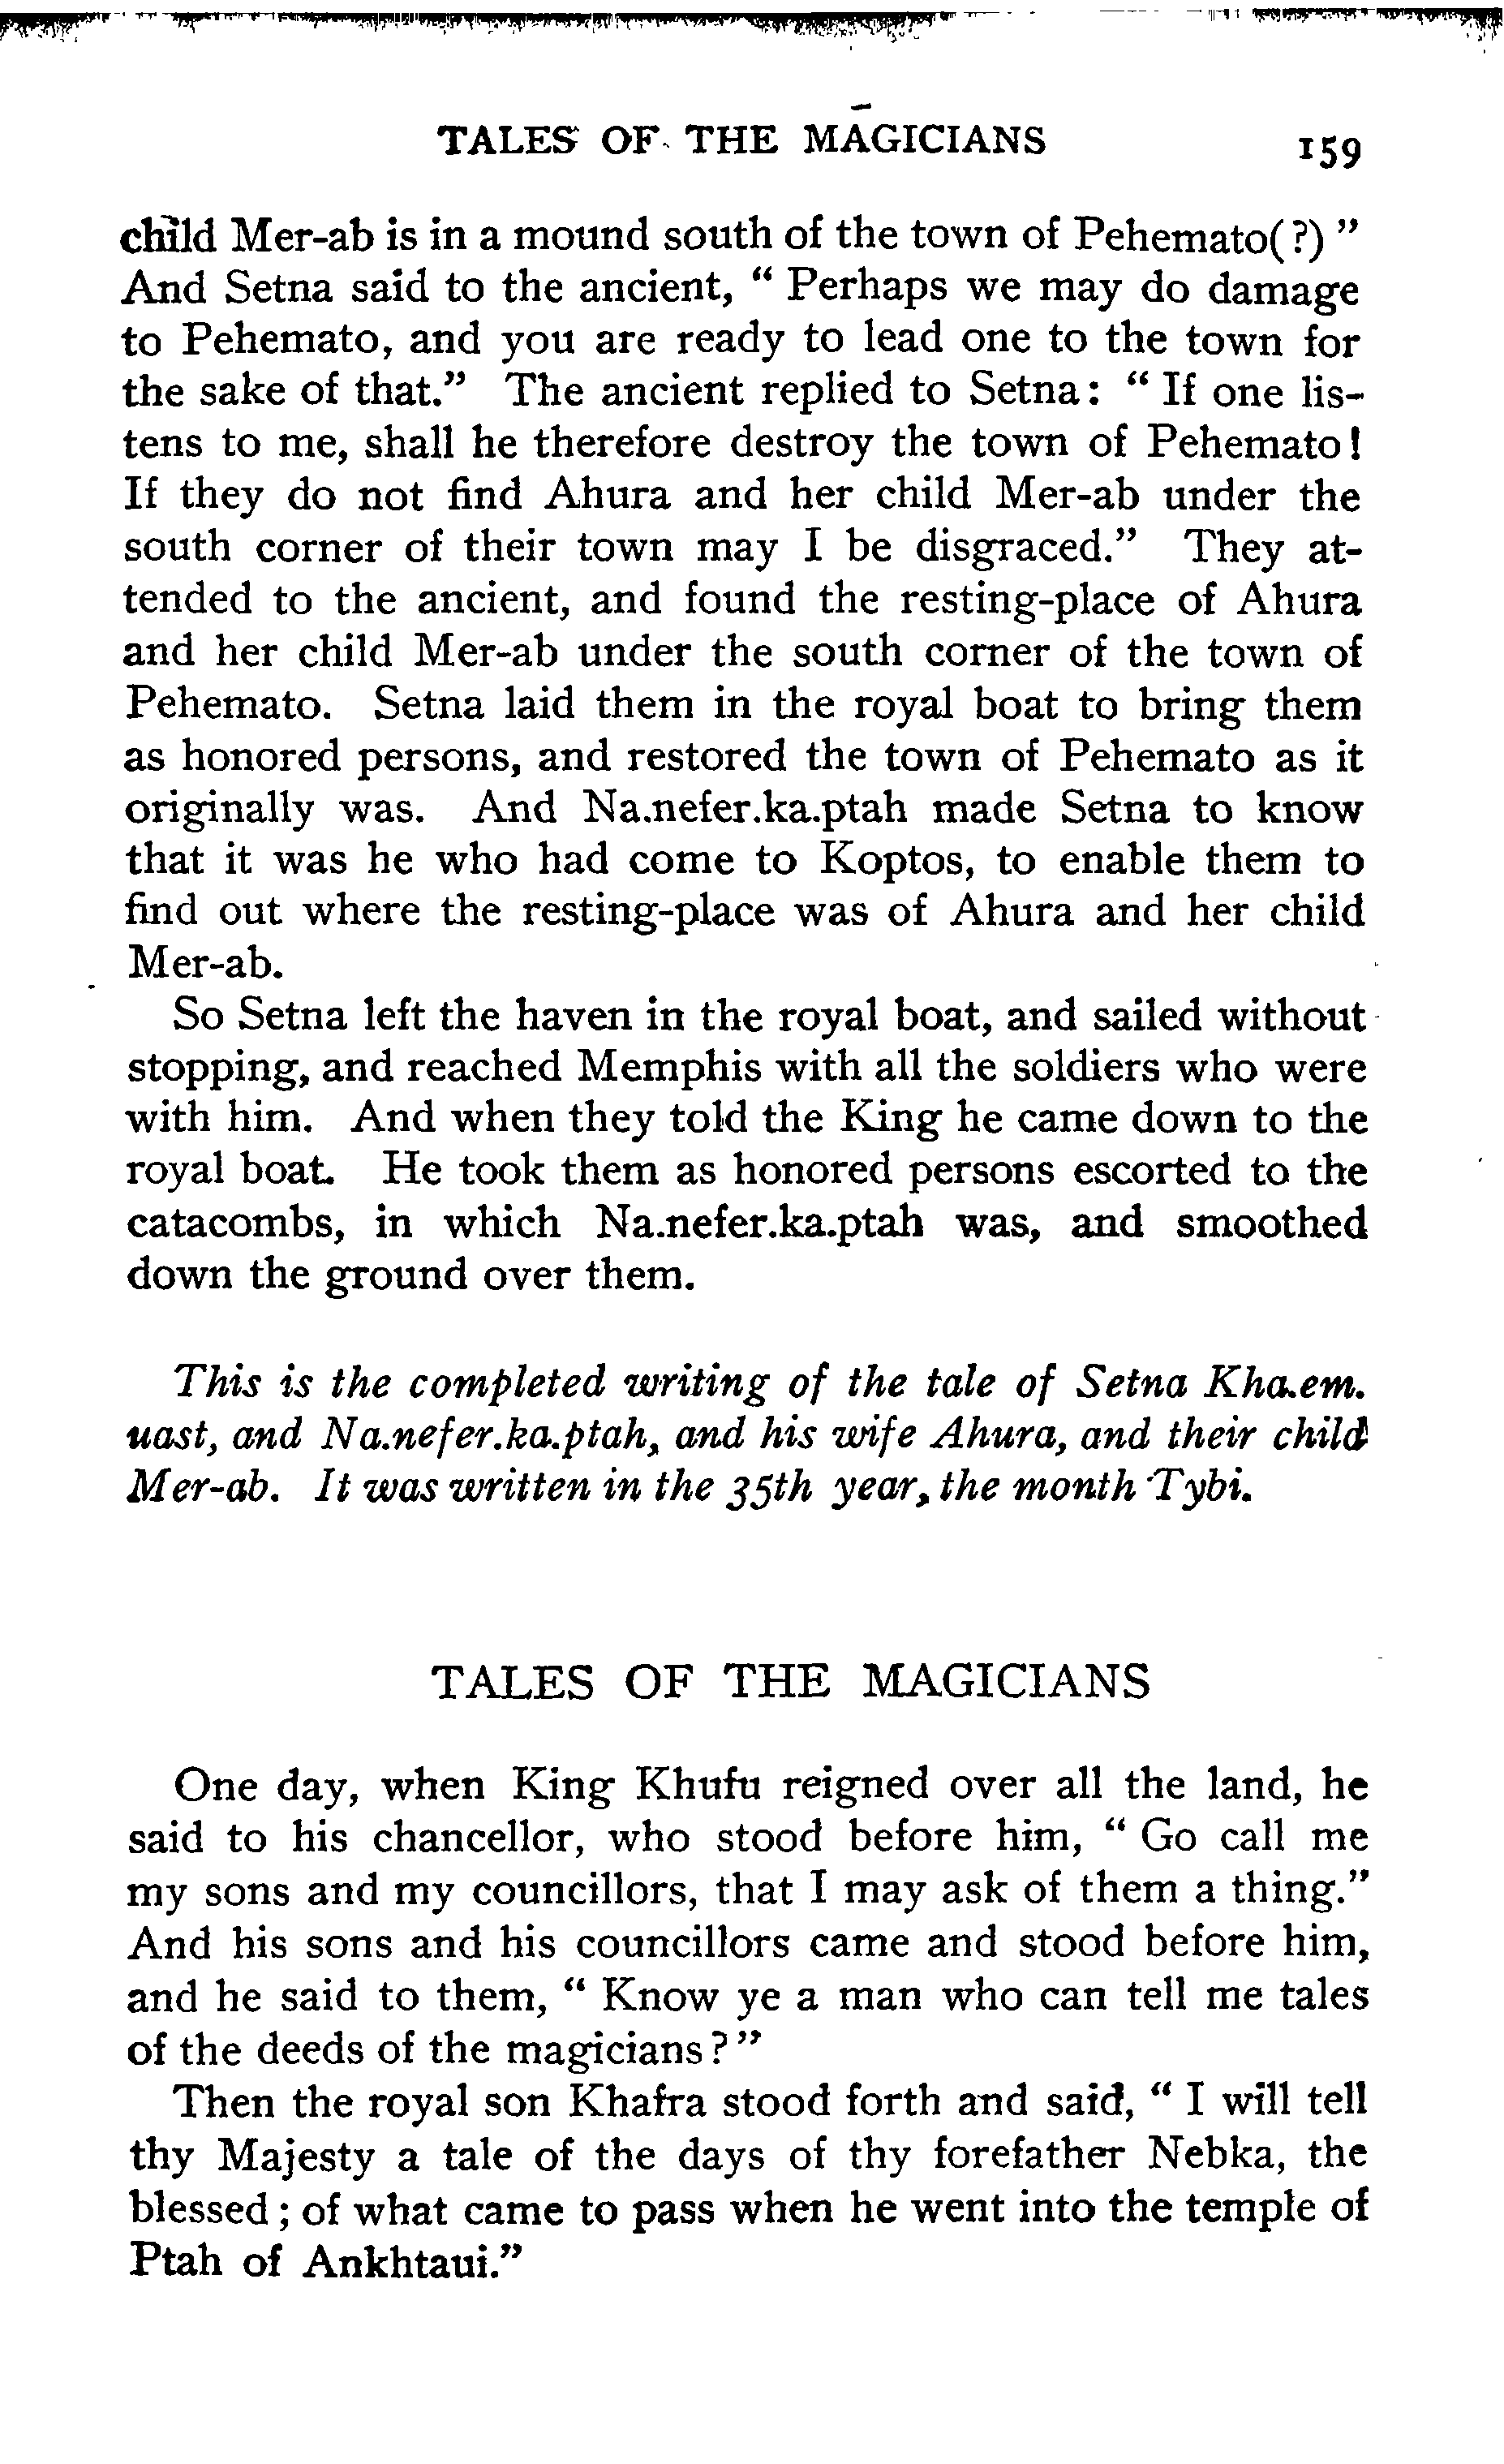 TALES OF THE MAGICIANS 159
child Mer-ab is in a mound south of the town of Pehemato(?) "
And Setna said to the ancient, " Perhaps we may do damage
to Pehemato, and you are ready to lead one to the town for
the sake of that." The ancient replied to Setna: " If one lis-
tens to me, shall he therefore destroy the town of Pehemato!
If they do not find Ahura and her child Mer-ab under the
south corner of their town may I be disgraced." They at-
tended to the ancient, and found the resting-place of Ahura
and her child Mer-ab under the south corner of the town of
Pehemato. Setna laid them in the royal boat to bring them
as honored persons, and restored the town of Pehemato as it
originally was. And Na.nefer.ka.ptah made Setna to know
that it was he who had come to Koptos, to enable them to
find out where the resting-place was of Ahura and her child
Mer-ab.
So Setna left the haven in the royal boat, and sailed without
stopping, and reached Memphis with all the soldiers who were
with him. And when they told the King he came down to the
royal boat. He took them as honored persons escorted to the
catacombs, in which Na.nefer.ka.ptah was, and smoothed
down the ground over them.
This is the completed writing of the tale of Setna Kha.em.
uast, and Na.nefer.ka.ptah, and his wife Ahura, and their child
Mer-ab. It was written in the 35th year, the month Tybi.
TALES OF THE MAGICIANS
One day, when King Khufu reigned over all the land, he
said to his chancellor, who stood before him, " Go call me
my sons and my councillors, that I may ask of them a thing."
And his sons and his councillors came and stood before him,
and he said to them, " Know ye a man who can tell me tales
of the deeds of the magicians?"
Then the royal son Khafra stood forth and said, " I will tell
thy Majesty a tale of the days of thy forefather Nebka, the
blessed; of what came to pass when he went into the temple of
Ptah of Ankhtaui."